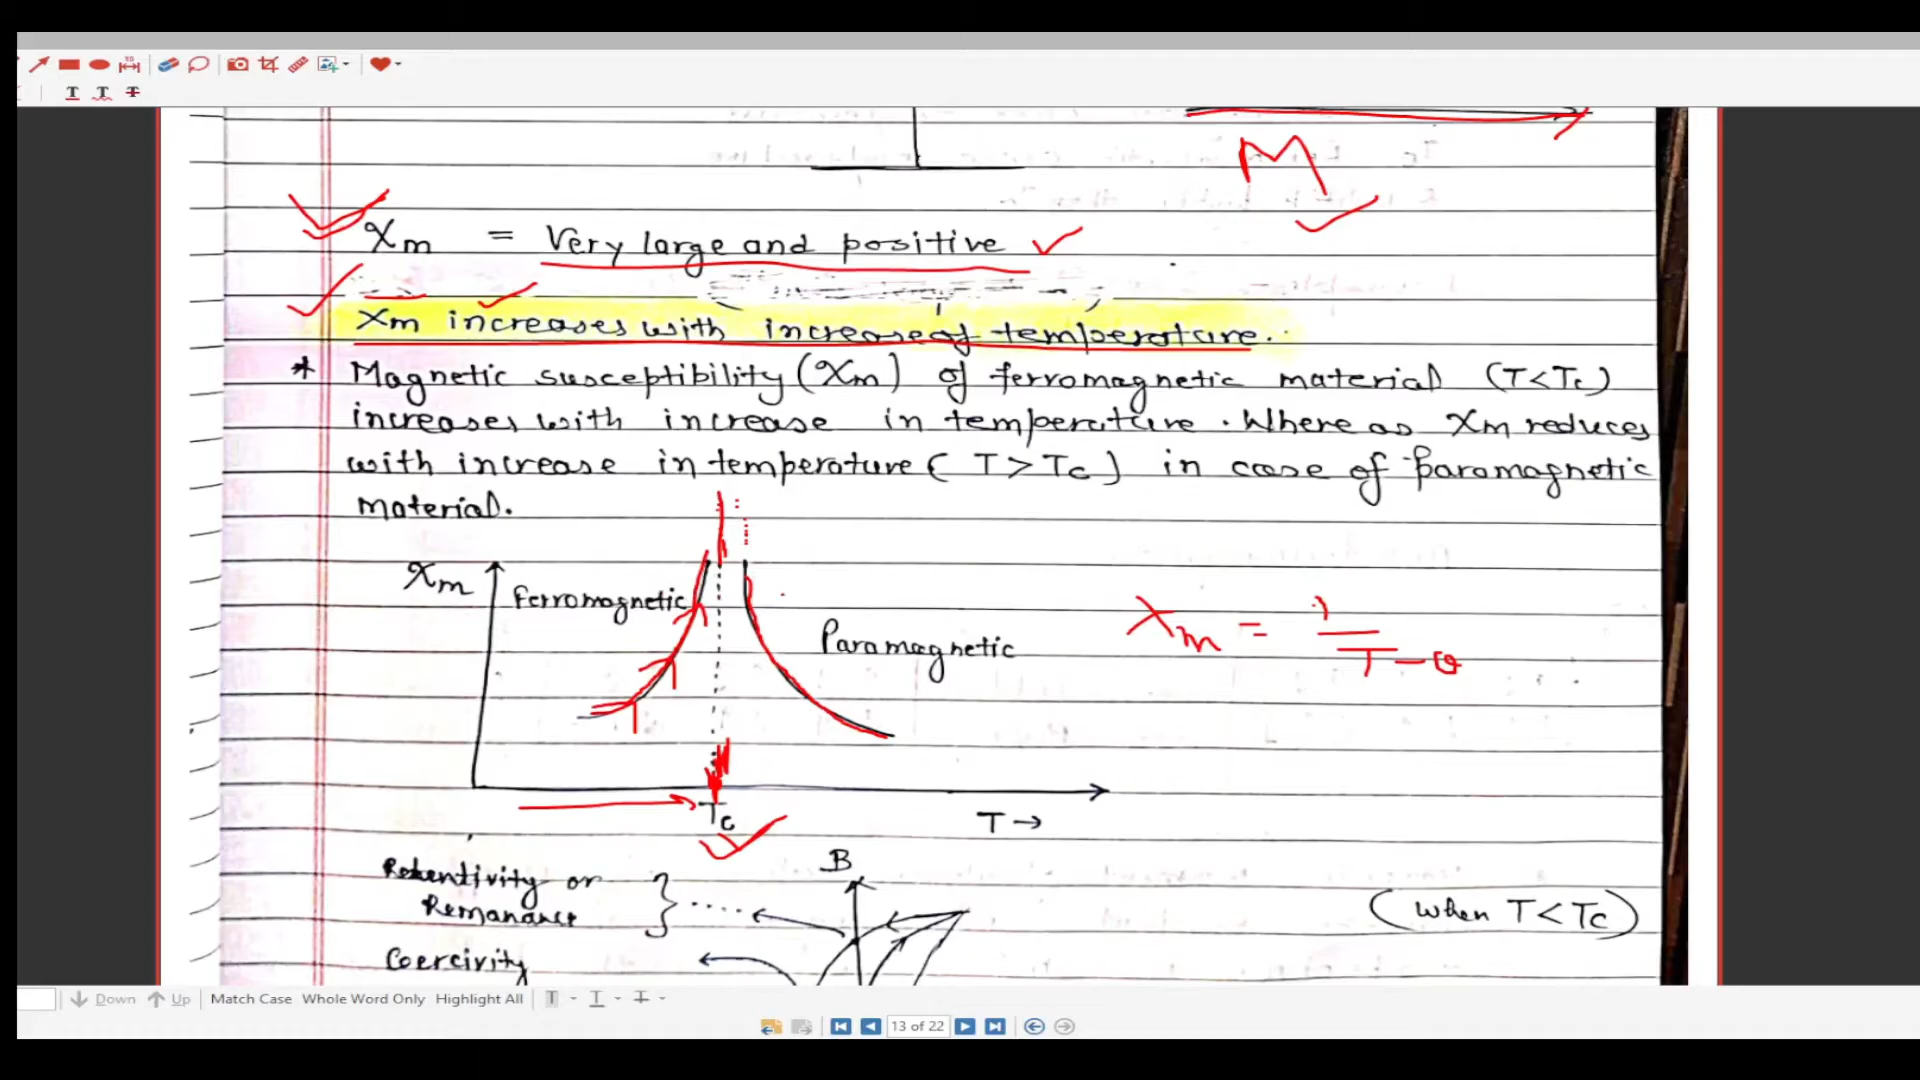 M
χm = Very large and positive
χm increases with increase of temperature.
* Magnetic susceptibility (χm) of ferromagnetic material (T<Tc)
increases with increase in temperature. Where as χm reduces
with increase in temperature ( T > Tc ) in case of paramagnetic
material.
χm
Ferromagnetic
Paramagnetic
χm = 1 / T - θ
Tc
T →
B
Retentivity or
Remanance
(when T < Tc)
Coercivity
Down Up Match Case Whole Word Only Highlight All
13 of 22